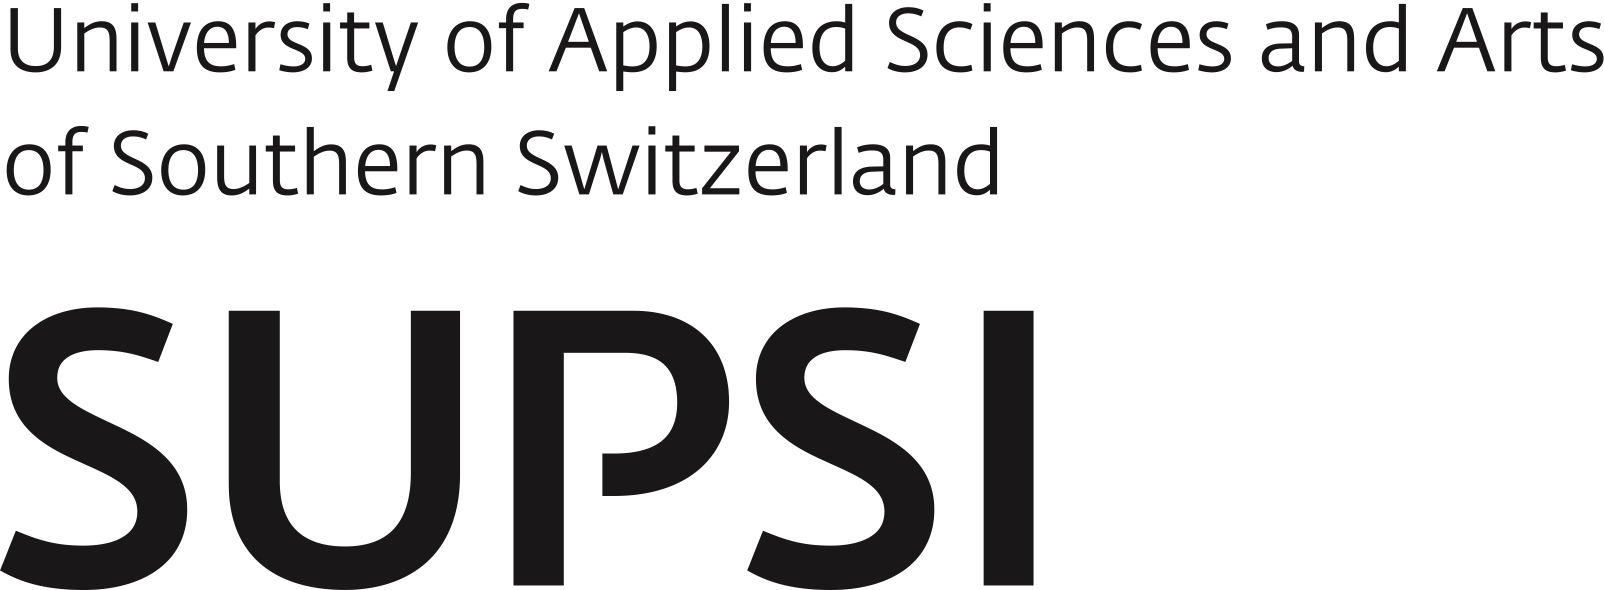 University of Applied Sciences and Arts
of Southern Switzerland
SUPSI